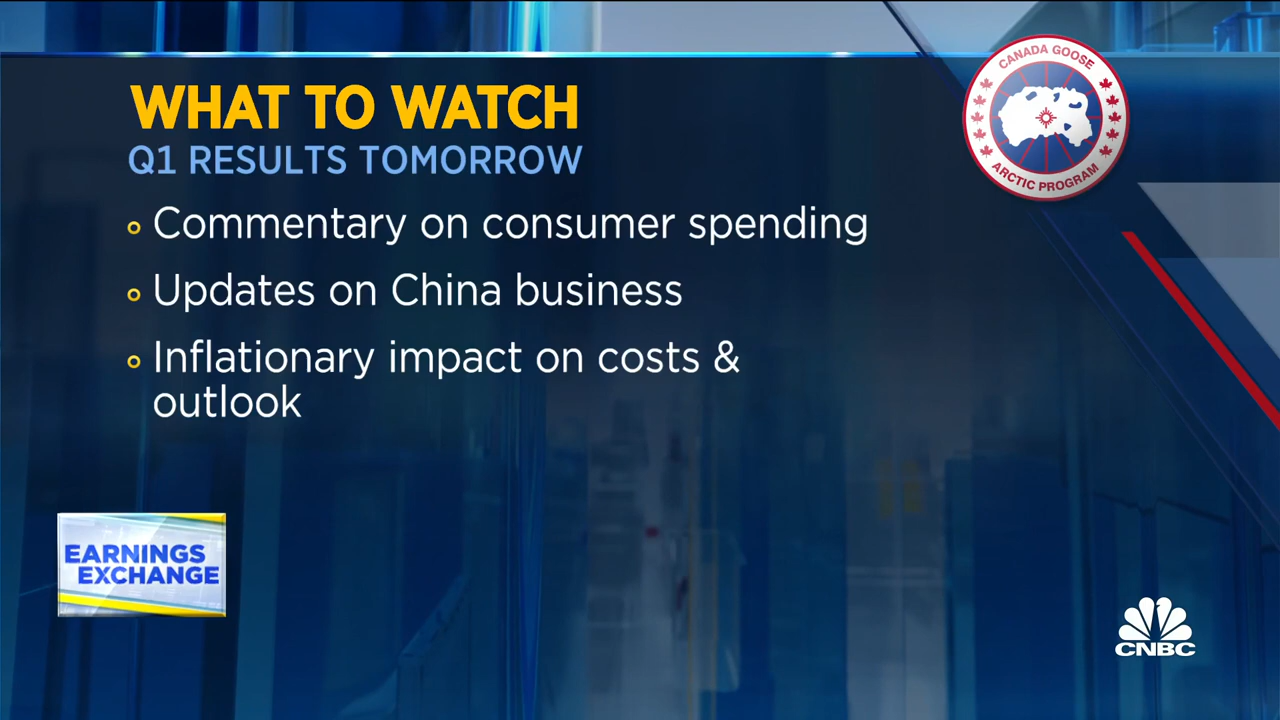 WHAT TO WATCH
Q1 RESULTS TOMORROW
Commentary on consumer spending
Updates on China business
Inflationary impact on costs &
outlook
CANADA GOOSE
ARCTIC PROGRAM
EARNINGS
EXCHANGE
CNBC